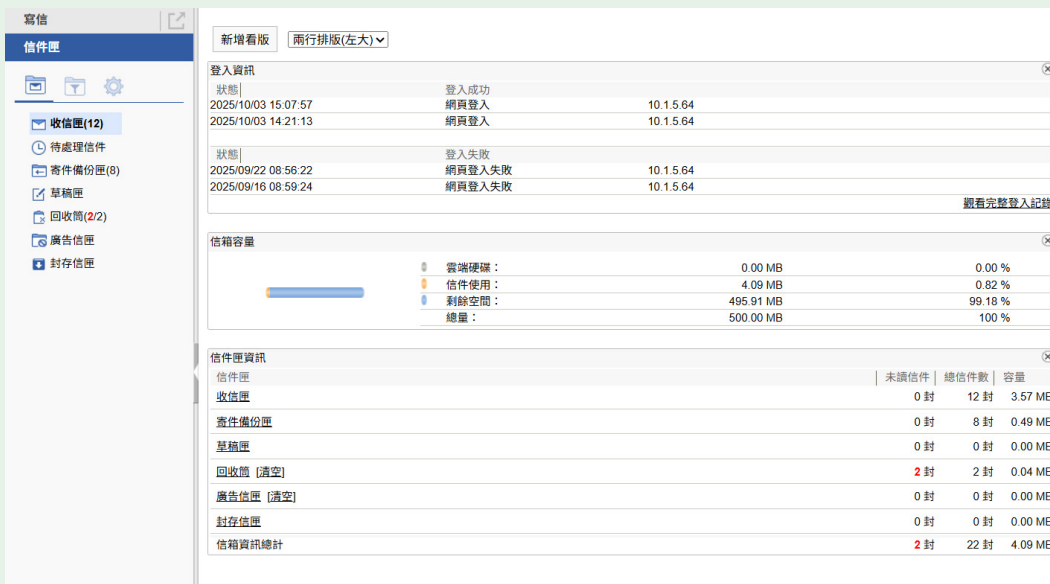 寫信
信件匣
收信匣(12)
待處理信件
寄件備份匣(8)
草稿匣
回收筒(2/2)
廣告信匣
封存信匣
新增看版 兩行排版(左大)
登入資訊
狀態 登入成功
2025/10/03 15:07:57 網頁登入 10.1.5.64
2025/10/03 14:21:13 網頁登入 10.1.5.64
狀態 登入失敗
2025/09/22 08:56:22 網頁登入失敗 10.1.5.64
2025/09/16 08:59:24 網頁登入失敗 10.1.5.64
觀看完整登入記錄
信箱容量
雲端硬碟： 0.00 MB 0.00 %
信件使用： 4.09 MB 0.82 %
剩餘空間： 495.91 MB 99.18 %
總量： 500.00 MB 100 %
信件匣資訊
信件匣 未讀信件 總信件數 容量
收信匣 0 封 12 封 3.57 MB
寄件備份匣 0 封 8 封 0.49 MB
草稿匣 0 封 0 封 0.00 MB
回收筒 [清空] 2 封 2 封 0.04 MB
廣告信匣 [清空] 0 封 0 封 0.00 MB
封存信匣 0 封 0 封 0.00 MB
信箱資訊總計 2 封 22 封 4.09 MB